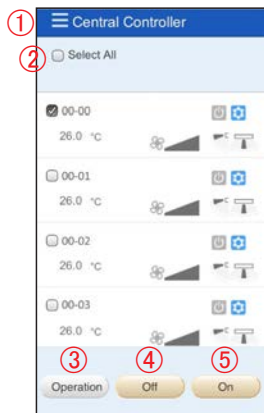 ① Central Controller
② Select All
00-00
26.0 °C
00-01
26.0 °C
00-02
26.0 °C
00-03
26.0 °C
③ ④ ⑤
Operation Off On